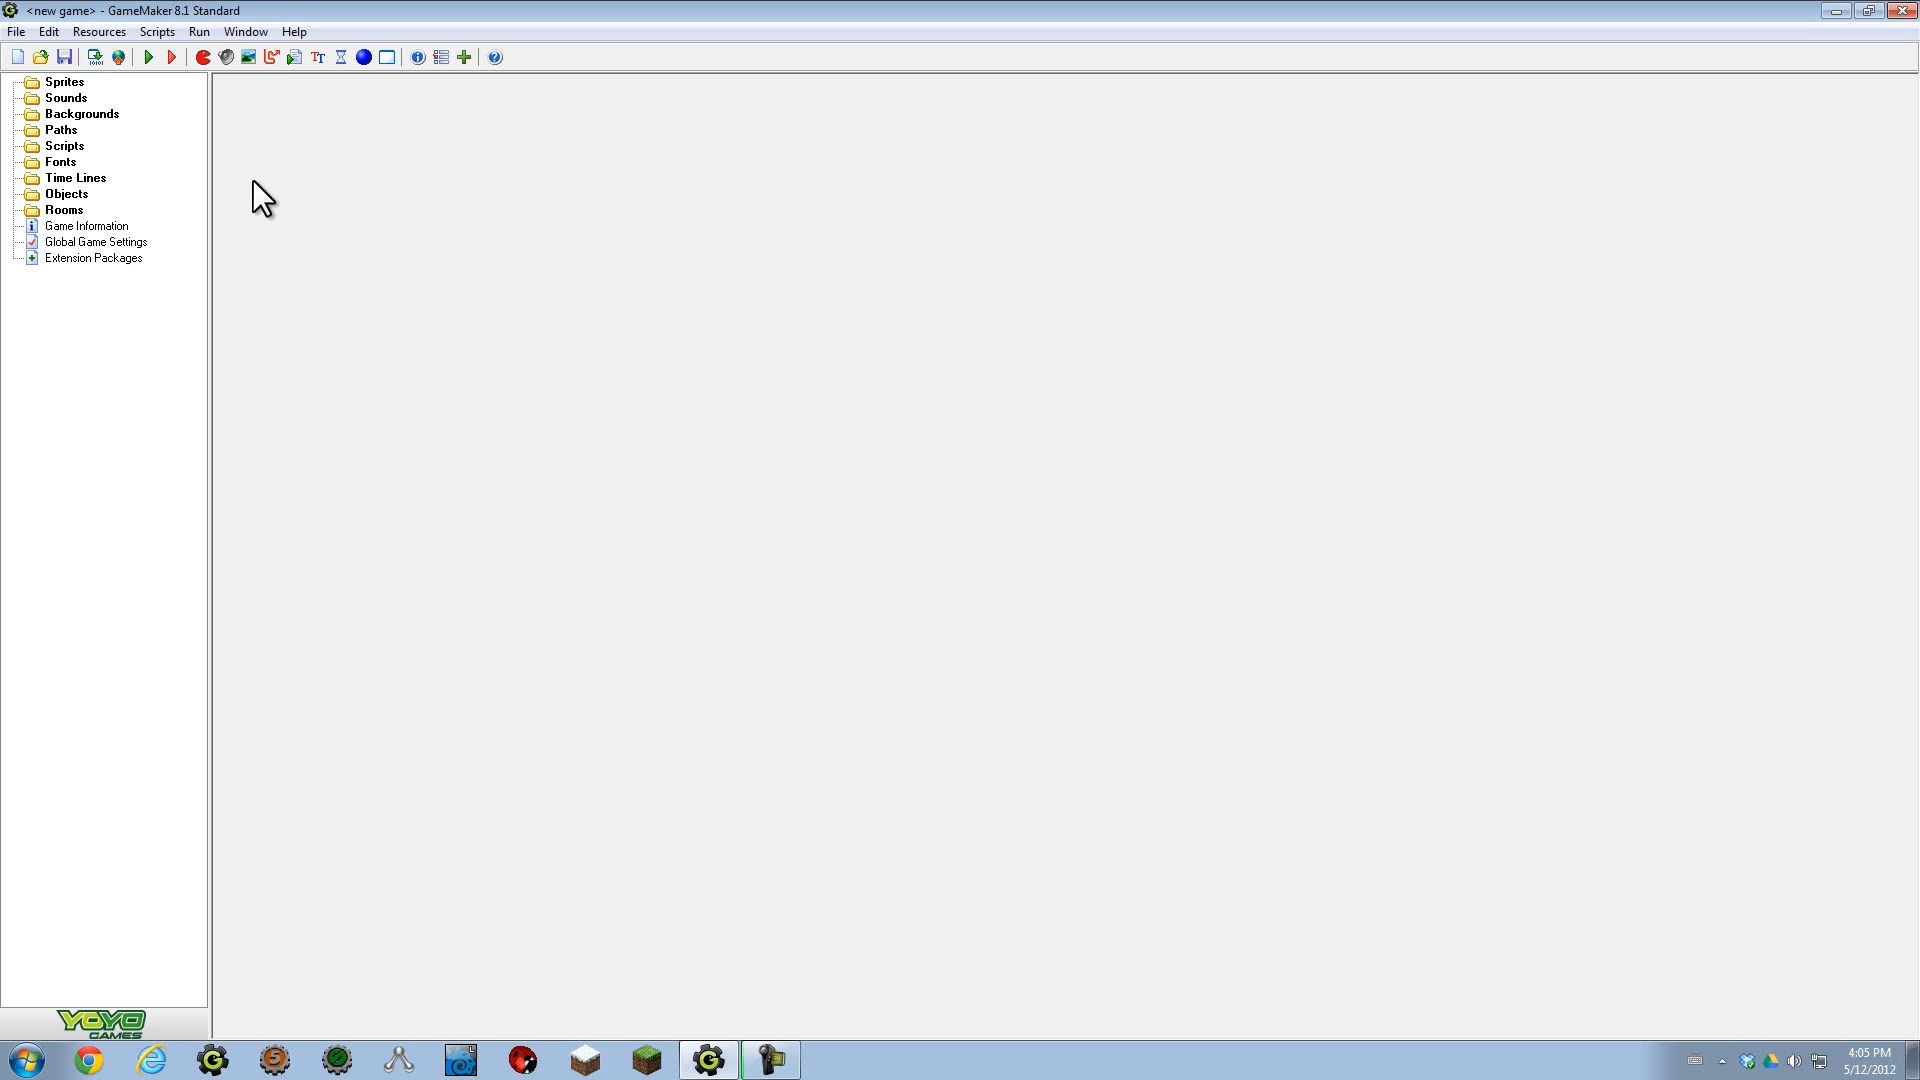 <new game> - GameMaker 8.1 Standard
File Edit Resources Scripts Run Window Help
Sprites
Sounds
Backgrounds
Paths
Scripts
Fonts
Time Lines
Objects
Rooms
Game Information
Global Game Settings
Extension Packages
YOYO
GAMES
4:05 PM
5/12/2012